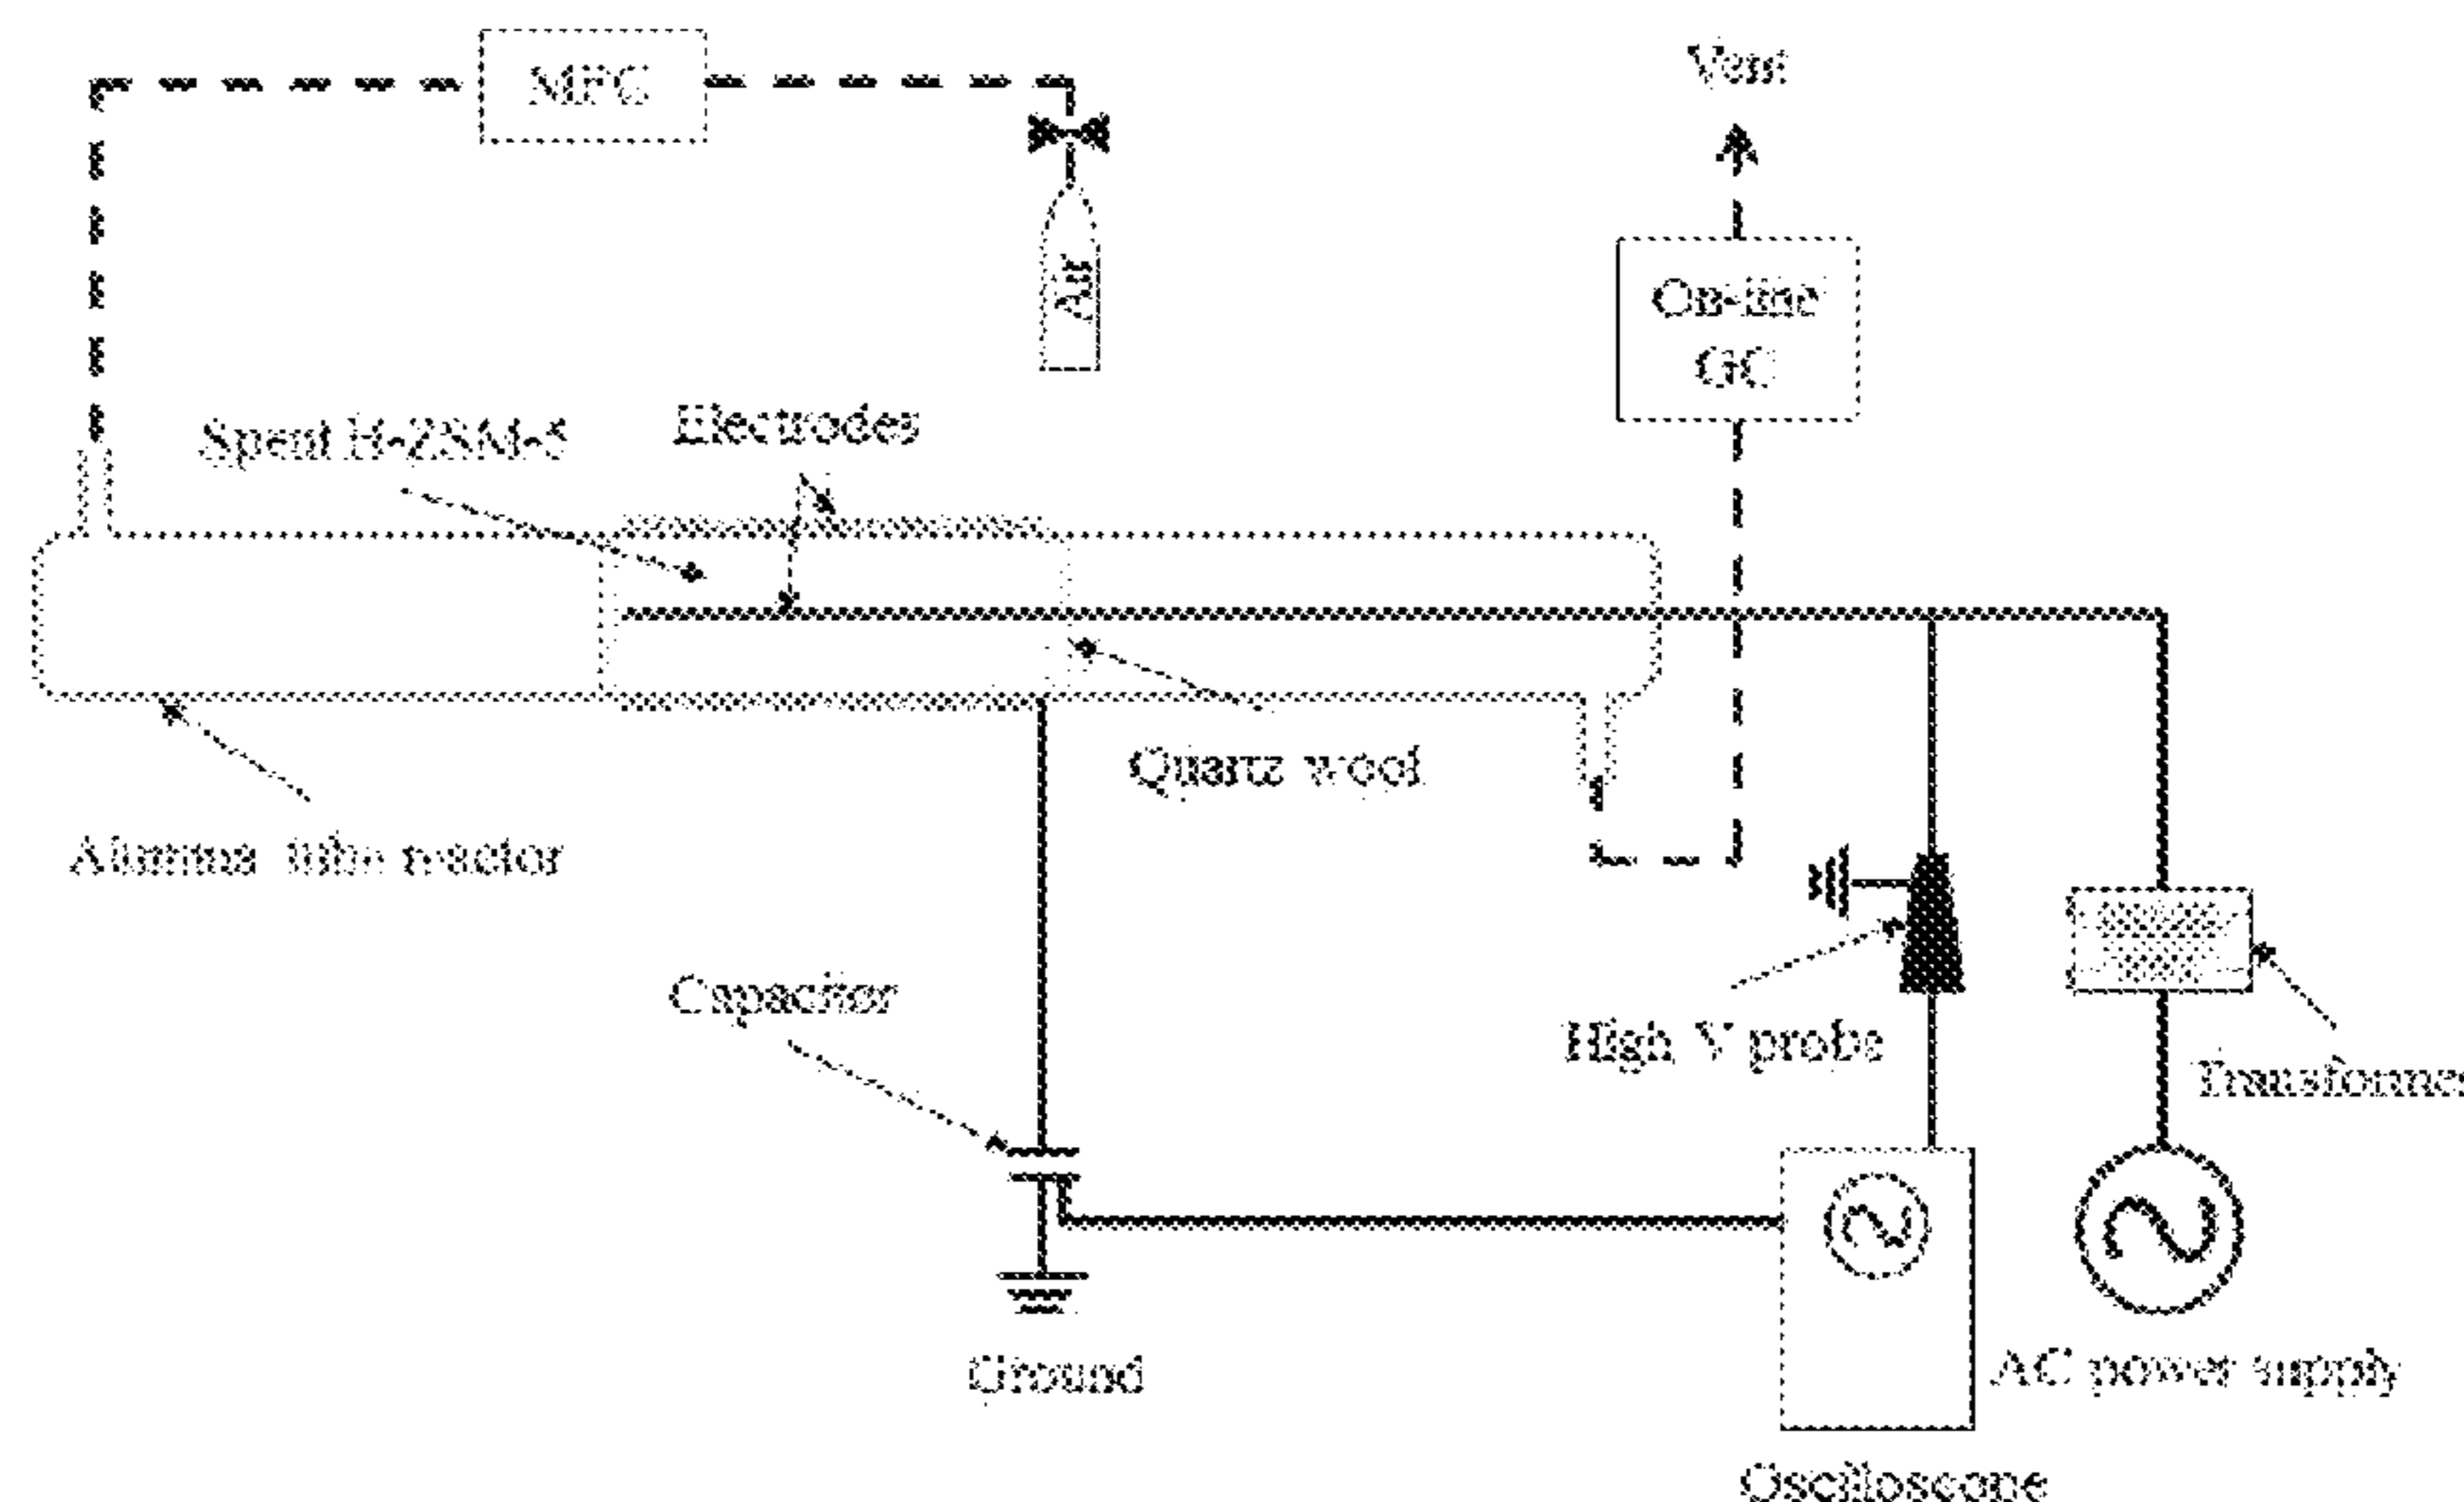 MFC
Vent
Air
On-line
GC
Spent H-ZSM-5
Electrodes
Quartz wool
Alumina tube reactor
Capacitor
High V probe
Transformer
Ground
AC power supply
Oscilloscope